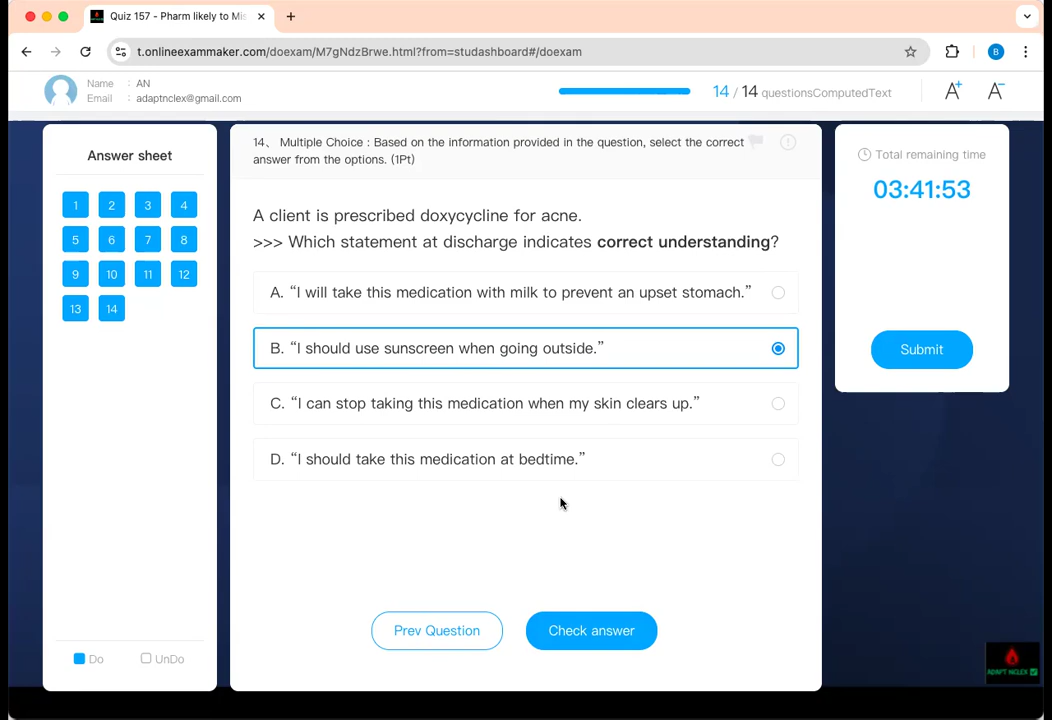 Quiz 157 - Pharm likely to Mis
t.onlineexammaker.com/doexam/M7gNdzBrwe.html?from=studashboard#/doexam
B
Name : AN
Email : adaptnclex@gmail.com
14 / 14 questionsComputedText
A+ A−
Answer sheet
1 2 3 4
5 6 7 8
9 10 11 12
13 14
Do UnDo
14、 Multiple Choice : Based on the information provided in the question, select the correct
answer from the options. (1Pt)
A client is prescribed doxycycline for acne.
>>> Which statement at discharge indicates correct understanding?
A. “I will take this medication with milk to prevent an upset stomach.”
B. “I should use sunscreen when going outside.”
C. “I can stop taking this medication when my skin clears up.”
D. “I should take this medication at bedtime.”
Prev Question
Check answer
Total remaining time
03:41:53
Submit
ADAPT NCLEX